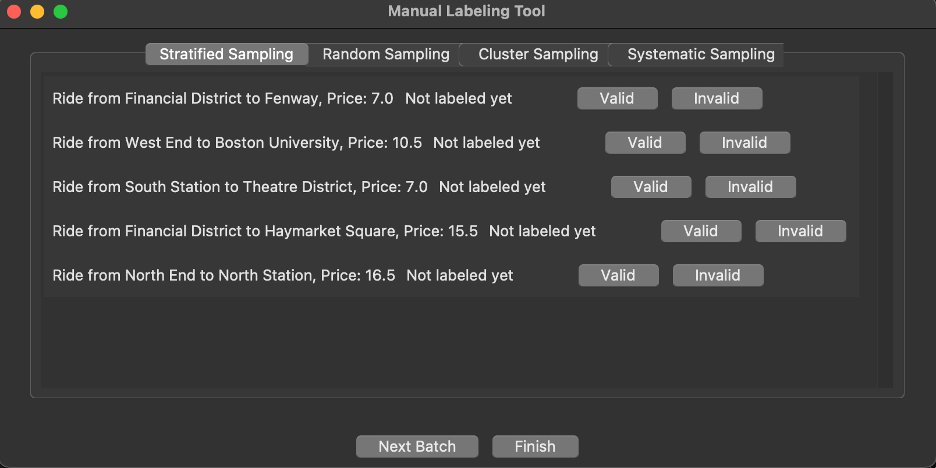 Manual Labeling Tool
Stratified Sampling Random Sampling Cluster Sampling Systematic Sampling
Ride from Financial District to Fenway, Price: 7.0 Not labeled yet Valid Invalid
Ride from West End to Boston University, Price: 10.5 Not labeled yet Valid Invalid
Ride from South Station to Theatre District, Price: 7.0 Not labeled yet Valid Invalid
Ride from Financial District to Haymarket Square, Price: 15.5 Not labeled yet Valid Invalid
Ride from North End to North Station, Price: 16.5 Not labeled yet Valid Invalid
Next Batch Finish